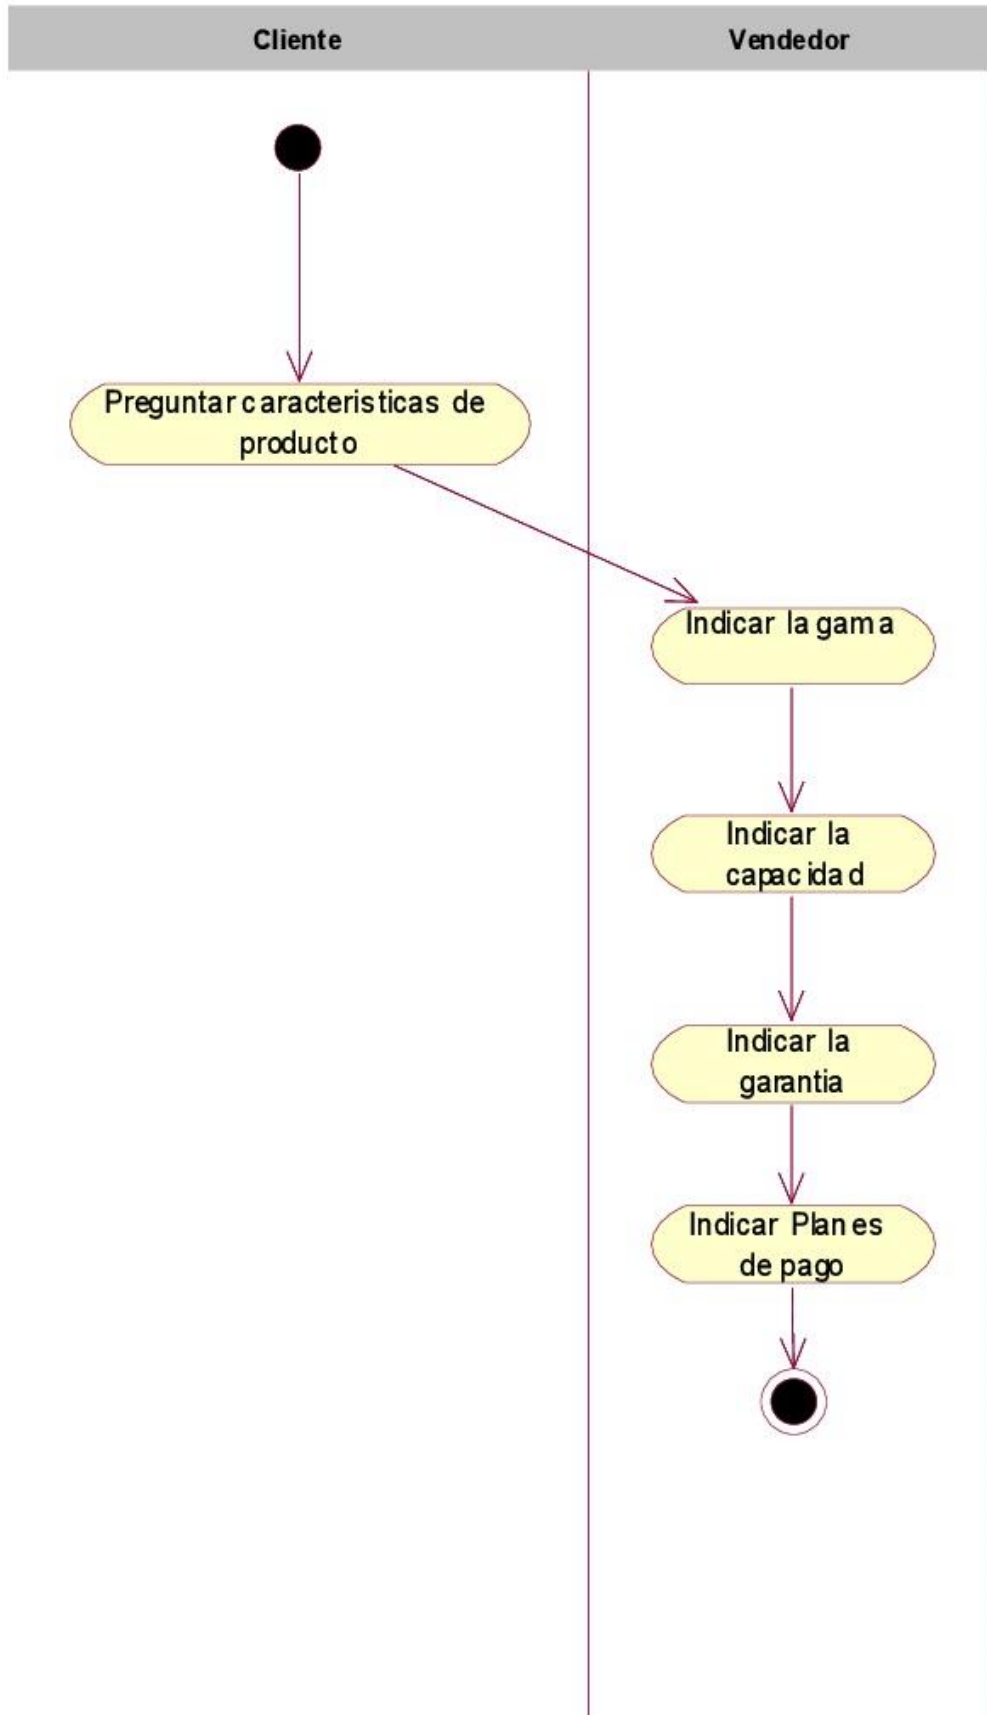 Cliente
Vendedor
Preguntar caracteristicas de
producto
Indicar la gama
Indicar la
capacidad
Indicar la
garantia
Indicar Planes
de pago